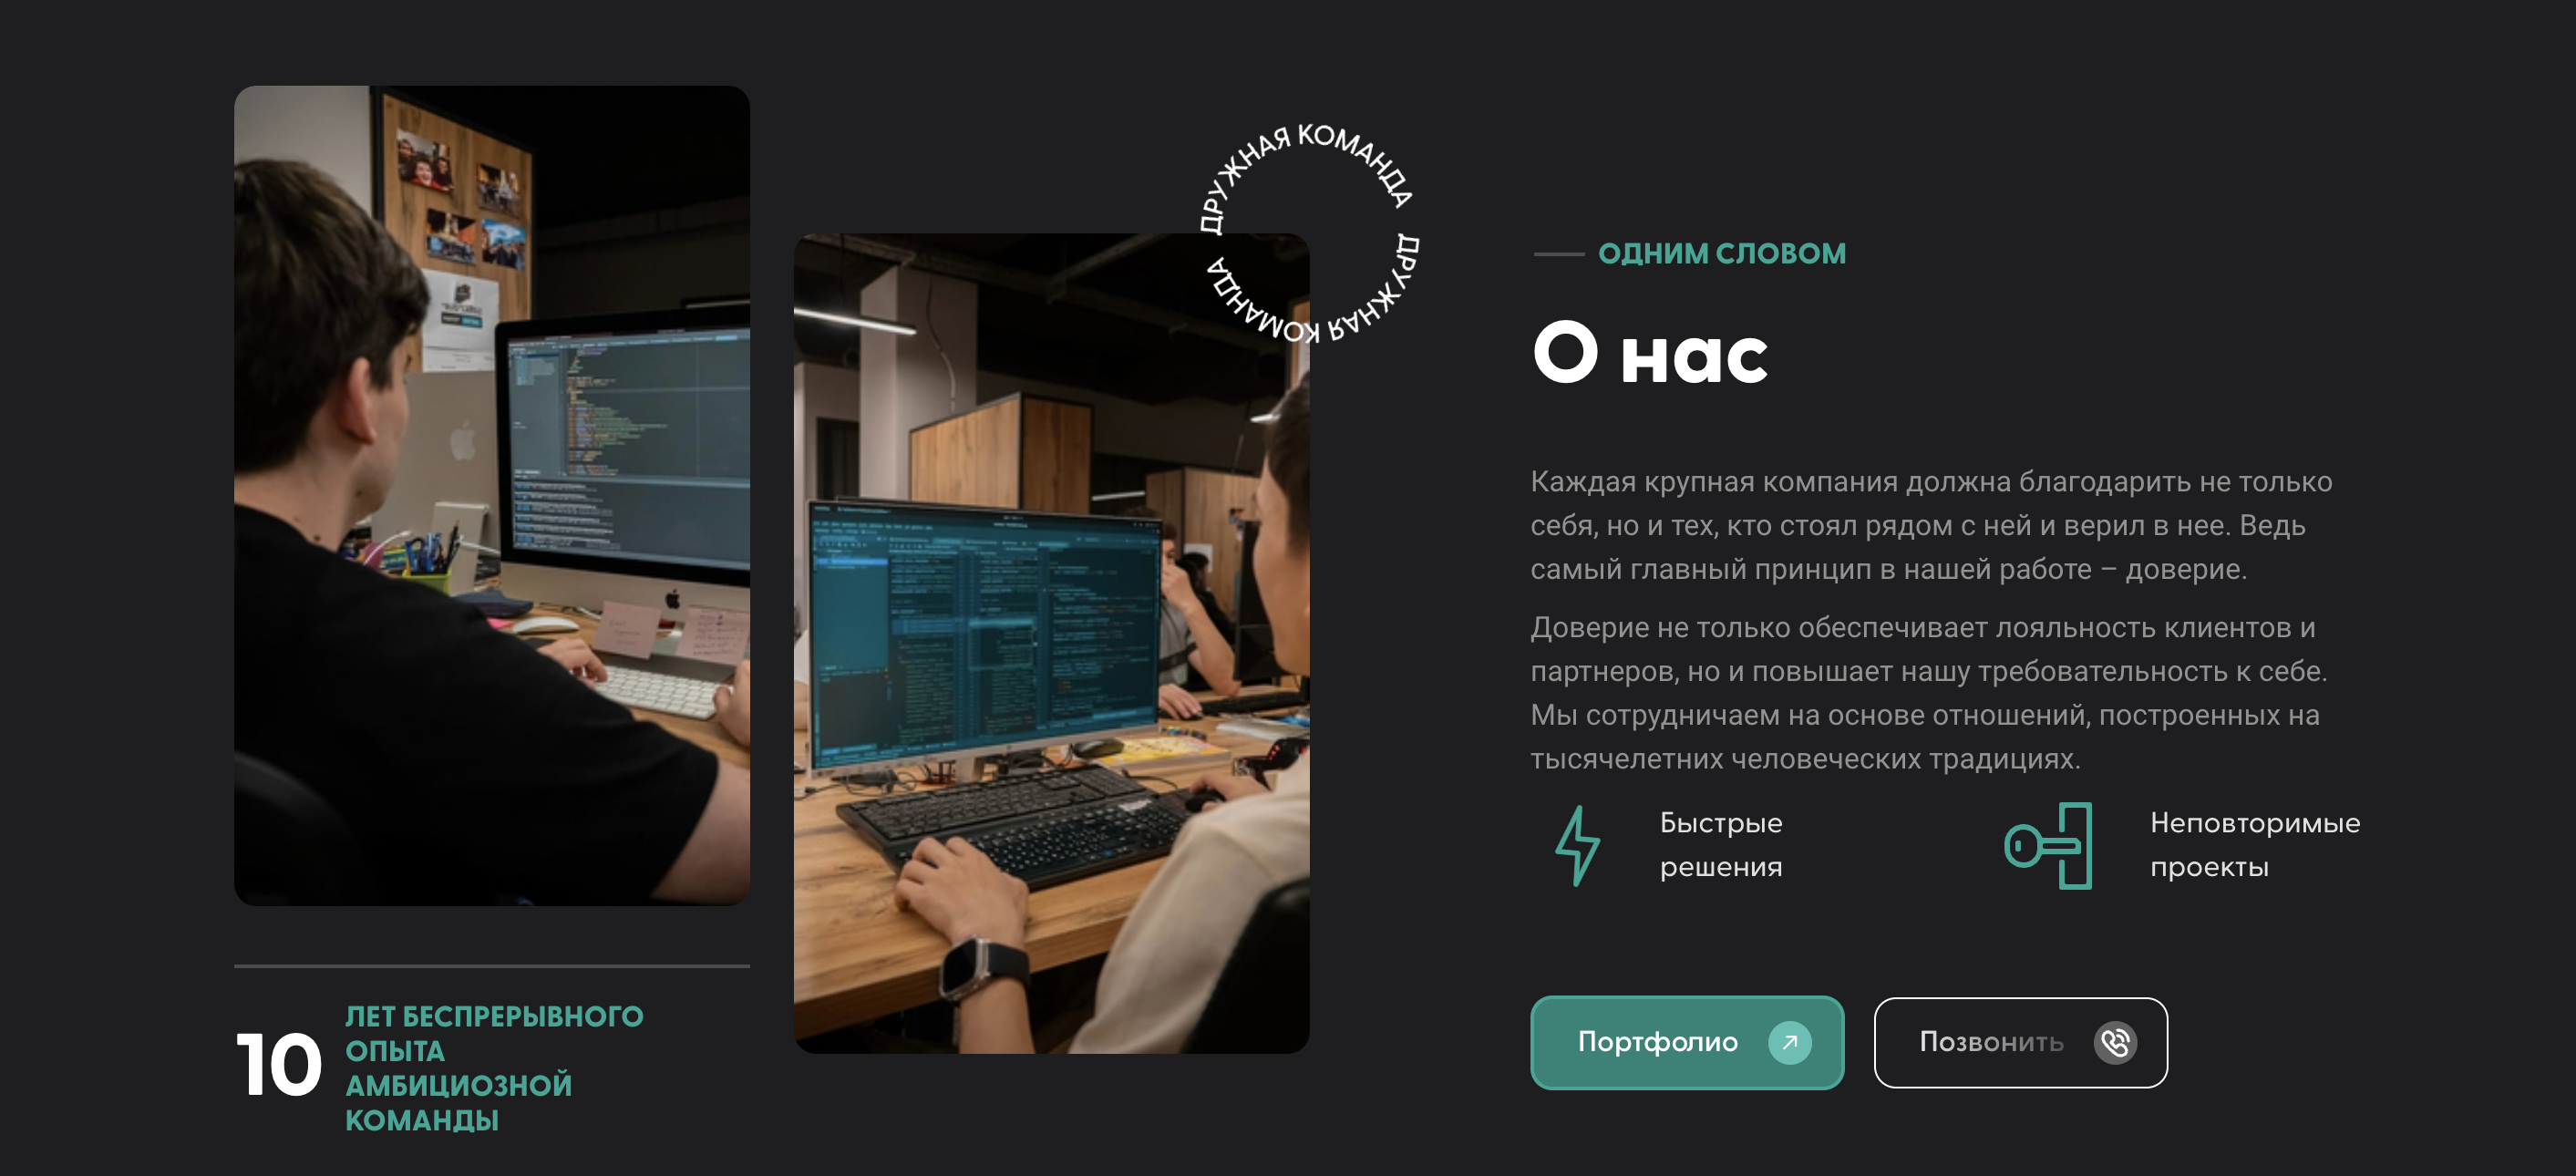 ДРУЖНАЯ КОМАНДА
ДРУЖНАЯ КОМАНДА
10
ЛЕТ БЕСПРЕРЫВНОГО
ОПЫТА
АМБИЦИОЗНОЙ
КОМАНДЫ
ОДНИМ СЛОВОМ
О нас
Каждая крупная компания должна благодарить не только
себя, но и тех, кто стоял рядом с ней и верил в нее. Ведь
самый главный принцип в нашей работе – доверие.
Доверие не только обеспечивает лояльность клиентов и
партнеров, но и повышает нашу требовательность к себе.
Мы сотрудничаем на основе отношений, построенных на
тысячелетних человеческих традициях.
Быстрые
решения
Неповторимые
проекты
Портфолио
Позвонить